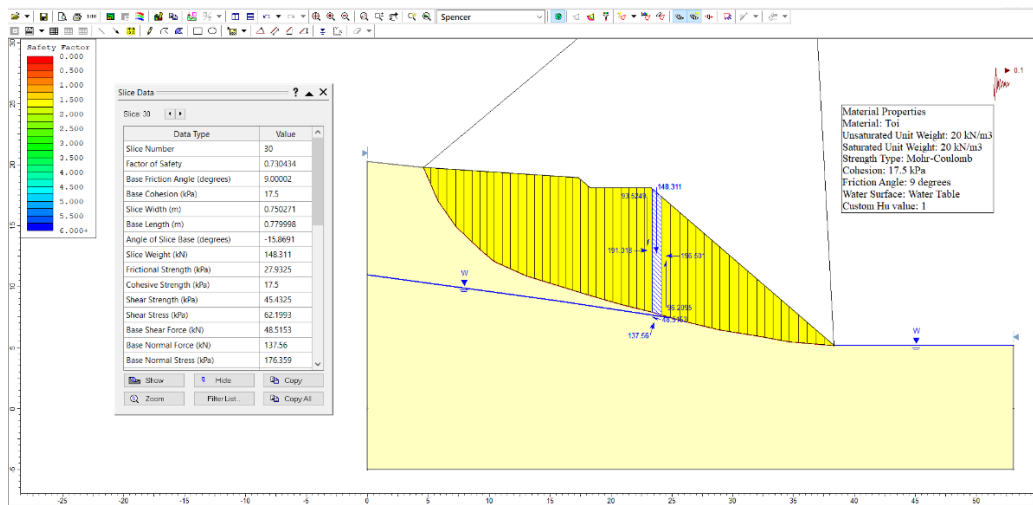 Spencer
30
25
20
15
10
5
0
-5
Safety Factor
0.000
0.500
1.000
1.500
2.000
2.500
3.000
3.500
4.000
4.500
5.000
5.500
6.000+
Slice Data
Slice: 30
Data Type Value
Slice Number 30
Factor of Safety 0.730434
Base Friction Angle (degrees) 9.00002
Base Cohesion (kPa) 17.5
Slice Width (m) 0.750271
Base Length (m) 0.779998
Angle of Slice Base (degrees) -15.8691
Slice Weight (kN) 148.311
Frictional Strength (kPa) 27.9325
Cohesive Strength (kPa) 17.5
Shear Strength (kPa) 45.4325
Shear Stress (kPa) 62.1993
Base Shear Force (kN) 48.5153
Base Normal Force (kN) 137.56
Base Normal Stress (kPa) 176.359
Show Hide Copy
Zoom Filter List.. Copy All
0.1
Material Properties
Material: Toi
Unsaturated Unit Weight: 20 kN/m3
Saturated Unit Weight: 20 kN/m3
Strength Type: Mohr-Coulomb
Cohesion: 17.5 kPa
Friction Angle: 9 degrees
Water Surface: Water Table
Custom Hu value: 1
148.311
191.318
137.56
W
W
-25 -20 -15 -10 -5 0 5 10 15 20 25 30 35 40 45 50